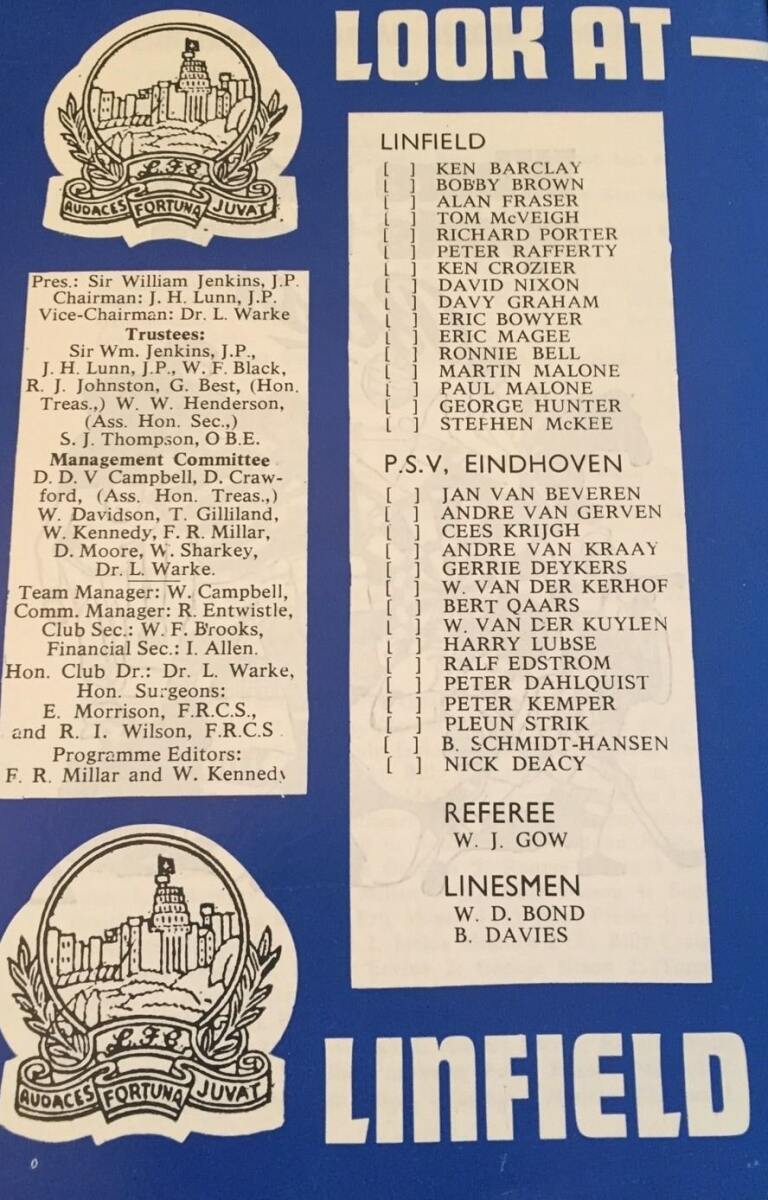 LOOK AT —
L.F.C.
AUDACES FORTUNA JUVAT
Pres.: Sir William Jenkins, J.P.
Chairman: J. H. Lunn, J.P.
Vice-Chairman: Dr. L. Warke
Trustees:
Sir Wm. Jenkins, J.P.,
J. H. Lunn, J.P., W. F. Black,
R. J. Johnston, G. Best, (Hon.
Treas.,) W. W. Henderson,
(Ass. Hon. Sec.,)
S. J. Thompson, O B.E.
Management Committee
D. D. V Campbell, D. Craw-
ford, (Ass. Hon. Treas.,)
W. Davidson, T. Gilliland,
W. Kennedy, F. R. Millar,
D. Moore, W. Sharkey,
Dr. L. Warke.
Team Manager: W. Campbell,
Comm. Manager: R. Entwistle,
Club Sec.: W. F. Brooks,
Financial Sec.: I. Allen.
Hon. Club Dr.: Dr. L. Warke,
Hon. Surgeons:
E. Morrison, F.R.C.S.,
and R. I. Wilson, F.R.C.S.
Programme Editors:
F. R. Millar and W. Kennedy
L.F.C.
AUDACES FORTUNA JUVAT
LINFIELD
[ ] KEN BARCLAY
[ ] BOBBY BROWN
[ ] ALAN FRASER
[ ] TOM McVEIGH
[ ] RICHARD PORTER
[ ] PETER RAFFERTY
[ ] KEN CROZIER
[ ] DAVID NIXON
[ ] DAVY GRAHAM
[ ] ERIC BOWYER
[ ] ERIC MAGEE
[ ] RONNIE BELL
[ ] MARTIN MALONE
[ ] PAUL MALONE
[ ] GEORGE HUNTER
[ ] STEPHEN McKEE
P.S.V, EINDHOVEN
[ ] JAN VAN BEVEREN
[ ] ANDRE VAN GERVEN
[ ] CEES KRIJGH
[ ] ANDRE VAN KRAAY
[ ] GERRIE DEYKERS
[ ] W. VAN DER KERHOF
[ ] BERT QAARS
[ ] W. VAN DER KUYLEN
[ ] HARRY LUBSE
[ ] RALF EDSTROM
[ ] PETER DAHLQUIST
[ ] PETER KEMPER
[ ] PLEUN STRIK
[ ] B. SCHMIDT-HANSEN
[ ] NICK DEACY
REFEREE
W. J. GOW
LINESMEN
W. D. BOND
B. DAVIES
LINFIELD